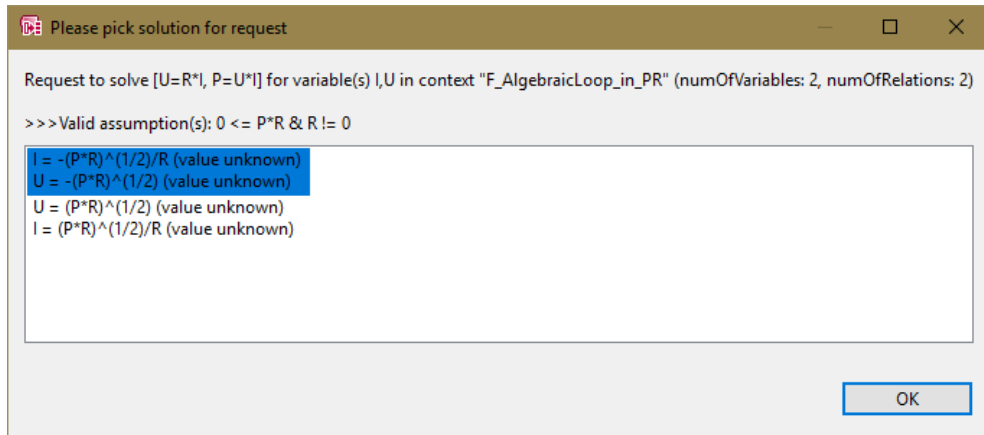 Please pick solution for request
Request to solve [U=R*I, P=U*I] for variable(s) I,U in context "F_AlgebraicLoop_in_PR" (numOfVariables: 2, numOfRelations: 2)
>>>Valid assumption(s): 0 <= P*R & R != 0
I = -(P*R)^(1/2)/R (value unknown)
U = -(P*R)^(1/2) (value unknown)
U = (P*R)^(1/2) (value unknown)
I = (P*R)^(1/2)/R (value unknown)
OK